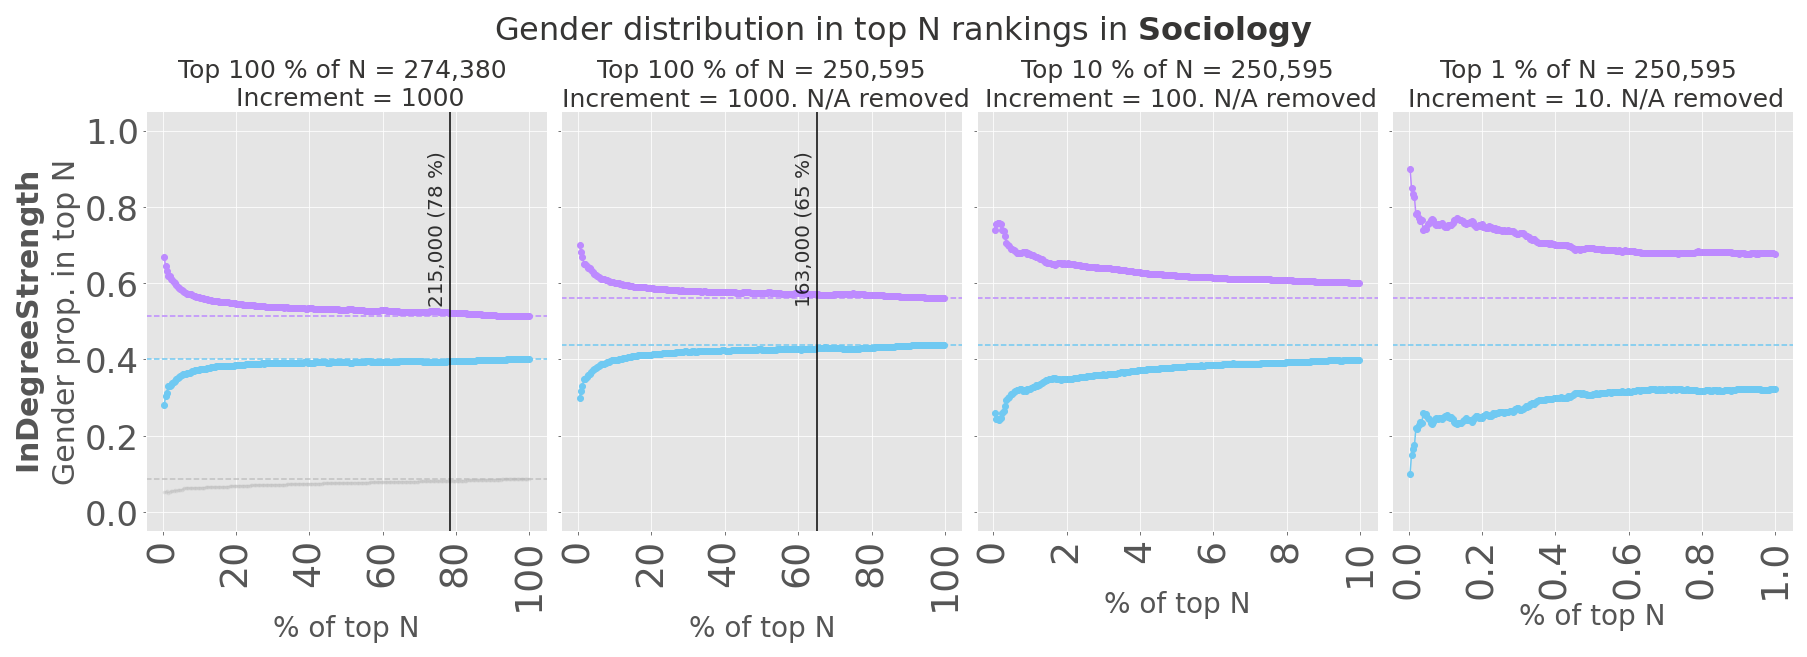 Gender distribution in top N rankings in Sociology
Top 100 % of N = 274,380
Increment = 1000
Top 100 % of N = 250,595
Increment = 1000. N/A removed
Top 10 % of N = 250,595
Increment = 100. N/A removed
Top 1 % of N = 250,595
Increment = 10. N/A removed
InDegreeStrength
Gender prop. in top N
1.0
0.8
0.6
0.4
0.2
0.0
215,000 (78 %)
163,000 (65 %)
0 20 40 60 80 100
0 20 40 60 80 100
0 2 4 6 8 10
0.0 0.2 0.4 0.6 0.8 1.0
% of top N
% of top N
% of top N
% of top N